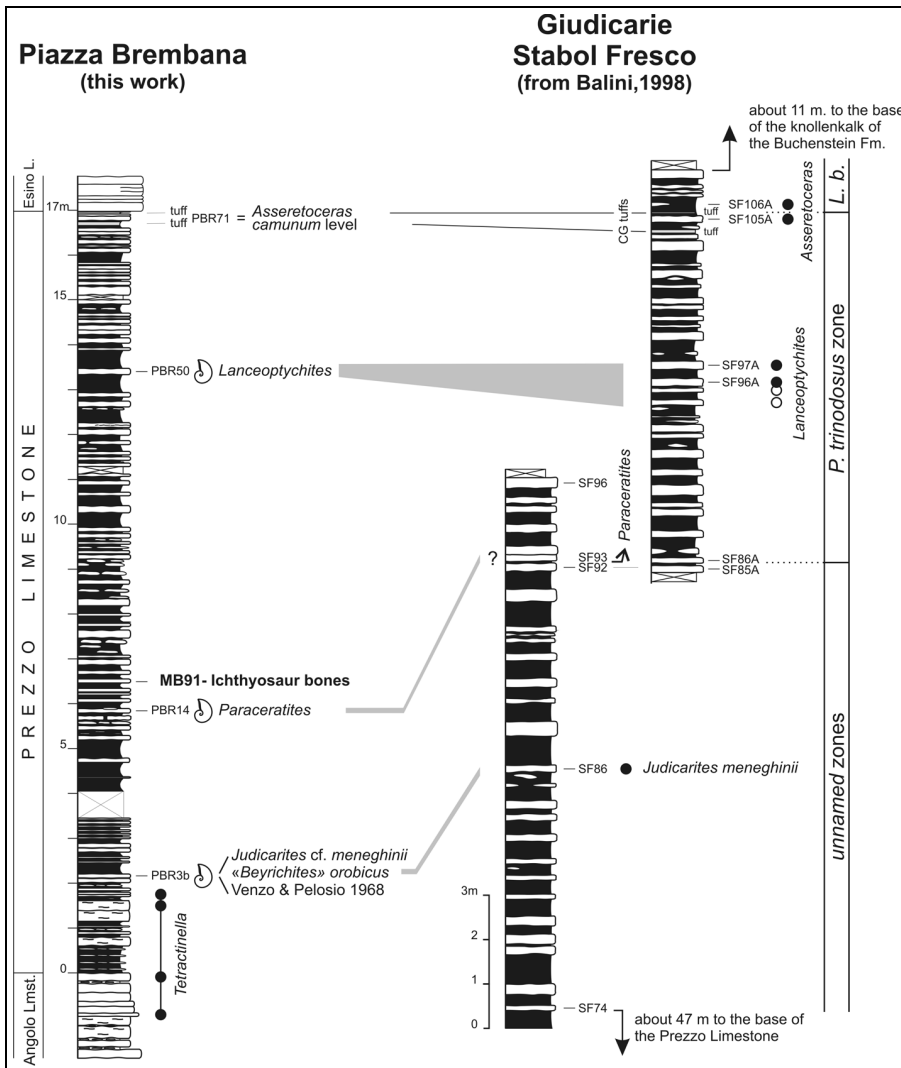 Piazza Brembana
(this work)
Giudicarie
Stabol Fresco
(from Balini,1998)
about 11 m. to the base
of the knollenkalk of
the Buchenstein Fm.
Esino L.
17m
tuff
tuff
PBR71 =
Asseretoceras
camunum level
CG tuffs
tuff
tuff
SF106A
SF105A
Asseretoceras
L. b.
15
PBR50
Lanceoptychites
SF97A
SF96A
Lanceoptychites
P. trinodosus zone
PREZZO LIMESTONE
10
SF96
Paraceratites
?
SF93
SF92
SF86A
SF85A
MB91- Ichthyosaur bones
PBR14
Paraceratites
5
SF86
Judicarites meneghinii
unnamed zones
PBR3b
Judicarites cf. meneghinii
«Beyrichites» orobicus
Venzo & Pelosio 1968
Tetractinella
3m
2
1
0
0
SF74
about 47 m to the base of
the Prezzo Limestone
Angolo Lmst.